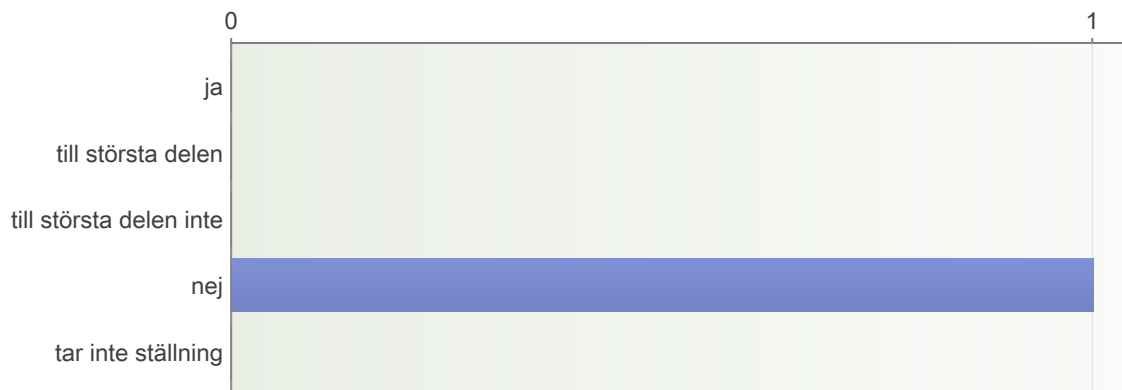 0 1
ja
till största delen
till största delen inte
nej
tar inte ställning